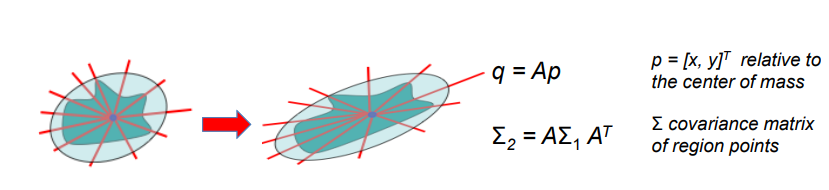 q = Ap
p = [x, y]ᵀ relative to
the center of mass
Σ₂ = AΣ₁ Aᵀ
Σ covariance matrix
of region points